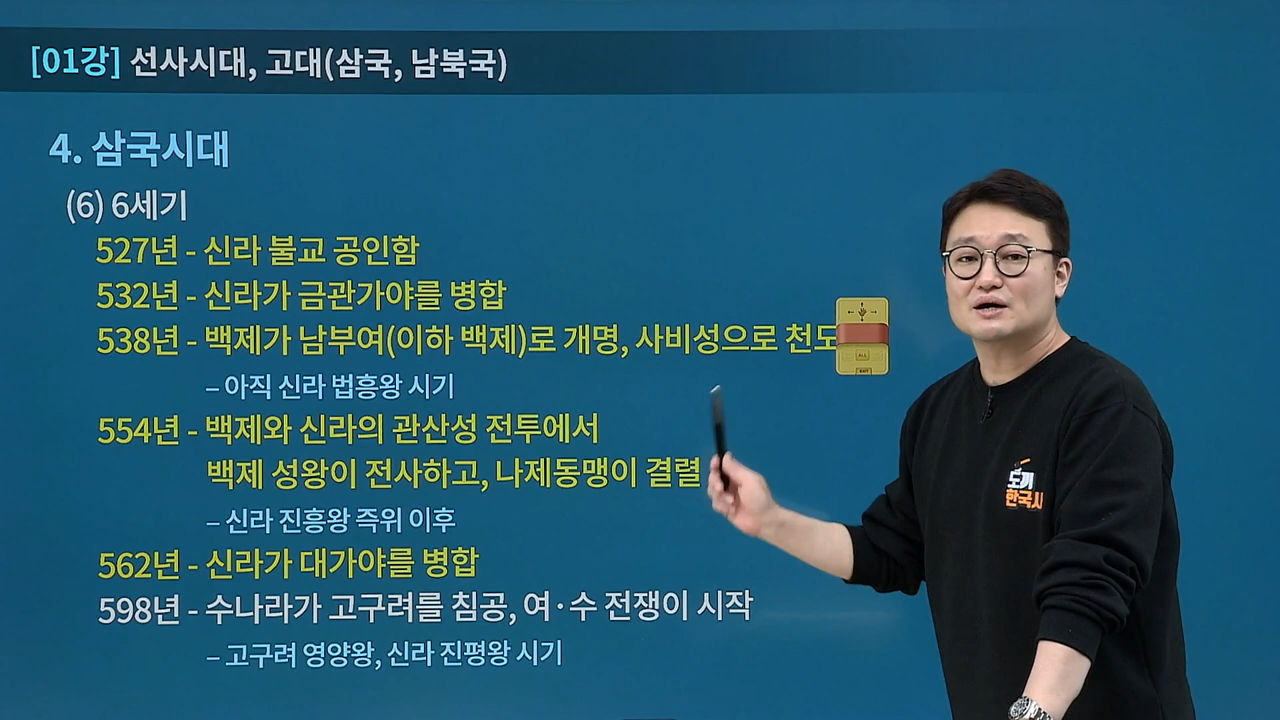 [01강] 선사시대, 고대(삼국, 남북국)
4. 삼국시대
(6) 6세기
527년 - 신라 불교 공인함
532년 - 신라가 금관가야를 병합
538년 - 백제가 남부여(이하 백제)로 개명, 사비성으로 천도
– 아직 신라 법흥왕 시기
554년 - 백제와 신라의 관산성 전투에서
백제 성왕이 전사하고, 나제동맹이 결렬
– 신라 진흥왕 즉위 이후
562년 - 신라가 대가야를 병합
598년 - 수나라가 고구려를 침공, 여·수 전쟁이 시작
– 고구려 영양왕, 신라 진평왕 시기
ALL
EXIT
도끼
한국사